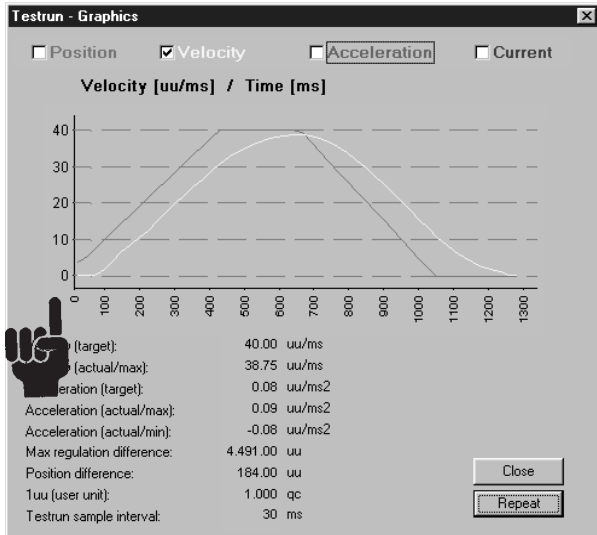 Testrun - Graphics
Position Velocity Acceleration Current
Velocity [uu/ms] / Time [ms]
40
30
20
10
0
0 100 200 300 400 500 600 700 800 900 1000 1100 1200 1300
(target): 40.00 uu/ms
(actual/max): 38.75 uu/ms
eration (target): 0.08 uu/ms2
Acceleration (actual/max): 0.09 uu/ms2
Acceleration (actual/min): -0.08 uu/ms2
Max regulation difference: 4.491.00 uu
Position difference: 184.00 uu
1uu (user unit): 1.000 qc
Testrun sample interval: 30 ms
Close
Repeat